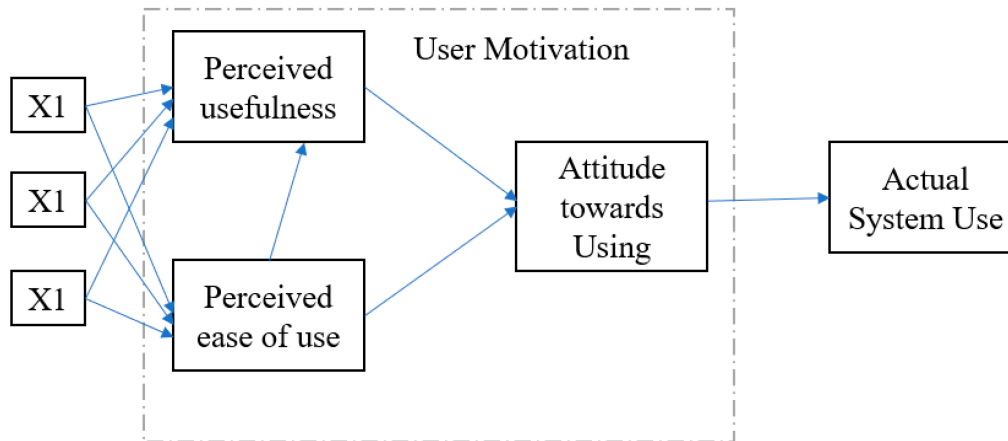 User Motivation
X1
X1
X1
Perceived
usefulness
Perceived
ease of use
Attitude
towards
Using
Actual
System Use